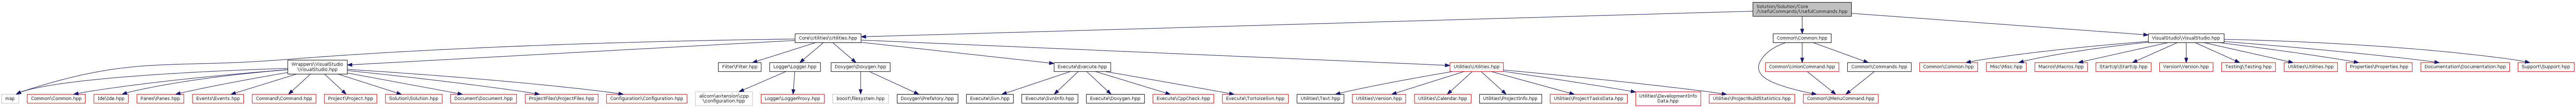 Solution/Solution/Core
/UsefulCommands/UsefulCommands.hpp
Core\Utilities\Utilities.hpp
Common\Common.hpp
VisualStudio\VisualStudio.hpp
Wrappers\VisualStudio
\VisualStudio.hpp
Filter\Filter.hpp
Logger\Logger.hpp
Doxygen\Doxygen.hpp
Execute\Execute.hpp
Utilities\Utilities.hpp
Common\CmonCommand.hpp
Common\Commands.hpp
Common\Common.hpp
Misc\Misc.hpp
Macros\Macros.hpp
StartUp\StartUp.hpp
Version\Version.hpp
Testing\Testing.hpp
Utilities\Utilities.hpp
Properties\Properties.hpp
Documentation\Documentation.hpp
Support\Support.hpp
map
Common\Common.hpp
Ide\Ide.hpp
Panes\Panes.hpp
Events\Events.hpp
Command\Command.hpp
Project\Project.hpp
Solution\Solution.hpp
Document\Document.hpp
ProjectFiles\ProjectFiles.hpp
Configuration\Configuration.hpp
alicorn\extension\cpp
\configuration.hpp
Logger\LoggerProxy.hpp
boost\filesystem.hpp
Doxygen\Prefatory.hpp
Execute\Svn.hpp
Execute\SvnInfo.hpp
Execute\Doxygen.hpp
Execute\CppCheck.hpp
Execute\TortoiseSvn.hpp
Utilities\Text.hpp
Utilities\Version.hpp
Utilities\Calendar.hpp
Utilities\ProjectInfo.hpp
Utilities\ProjectTasksData.hpp
Utilities\DevelopmentInfo
Data.hpp
Utilities\ProjectBuildStatistics.hpp
Common\MenuCommand.hpp